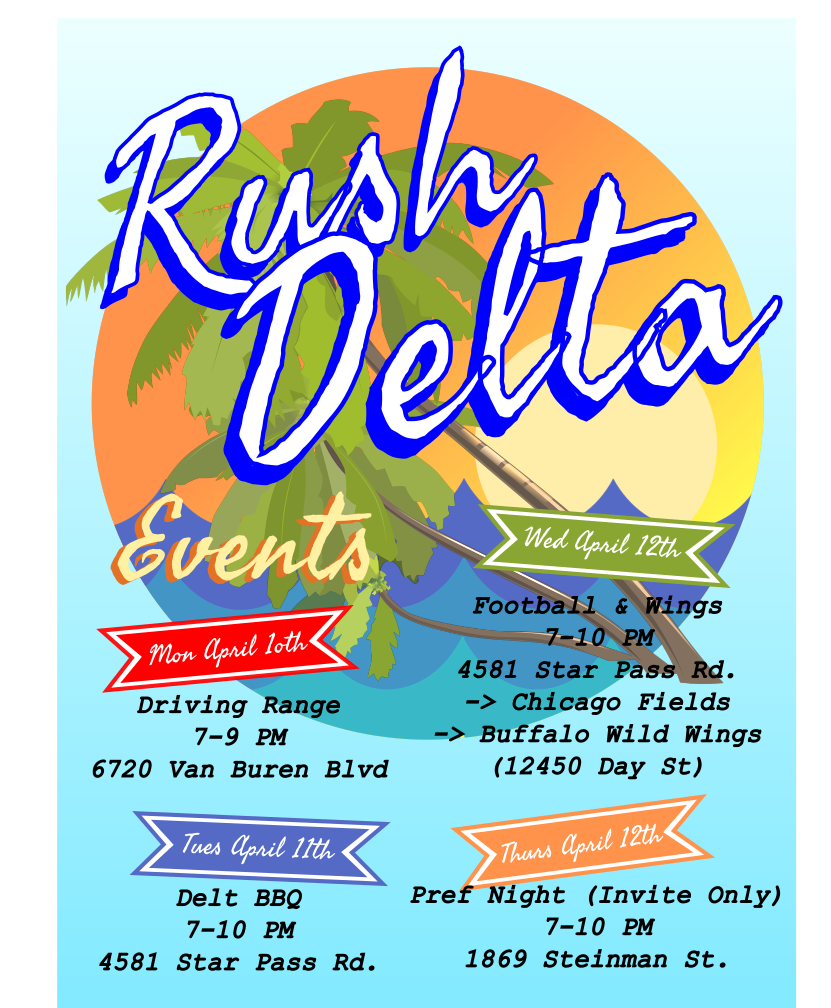 Rush
Delta
Events
Mon April 10th
Driving Range
7-9 PM
6720 Van Buren Blvd
Tues April 11th
Delt BBQ
7-10 PM
4581 Star Pass Rd.
Wed April 12th
Football & Wings
7-10 PM
4581 Star Pass Rd.
-> Chicago Fields
-> Buffalo Wild Wings
(12450 Day St)
Thurs April 12th
Pref Night (Invite Only)
7-10 PM
1869 Steinman St.